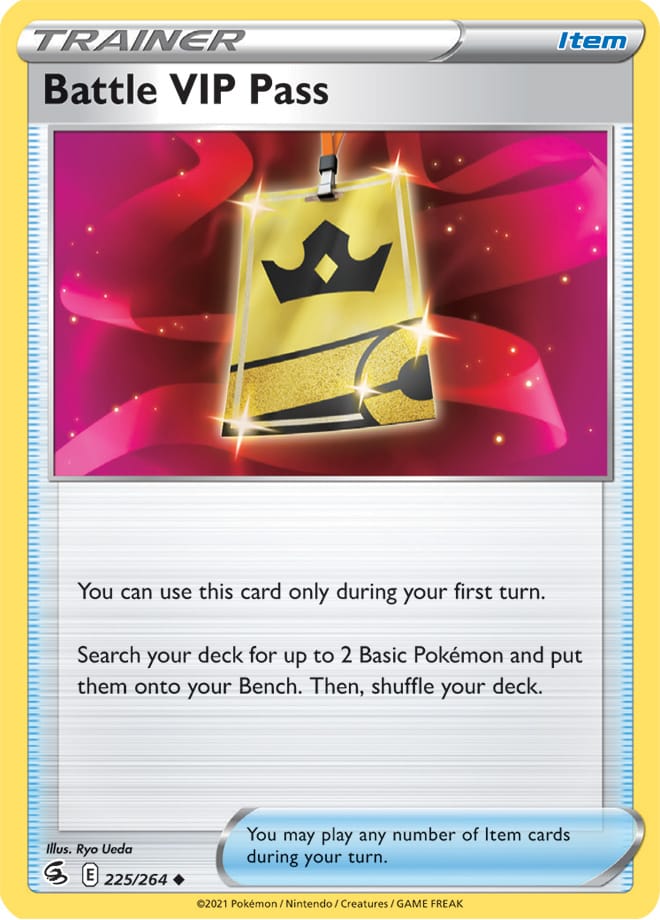 TRAINER
Item
Battle VIP Pass
You can use this card only during your first turn.
Search your deck for up to 2 Basic Pokémon and put
them onto your Bench. Then, shuffle your deck.
You may play any number of Item cards
during your turn.
Illus. Ryo Ueda
E 225/264 ◆
©2021 Pokémon / Nintendo / Creatures / GAME FREAK